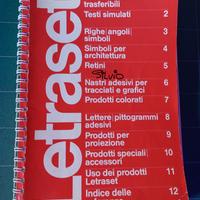 Letraset
trasferibili
Testi simulati 2
Righe|angoli 3
simboli
Simboli per 4
architettura
Retini 5
Silvio
Nastri adesivi per 6
tracciati e grafici
Prodotti colorati 7
Lettere|pittogrammi 8
adesivi
Prodotti per 9
proiezione
Prodotti speciali| 10
accessori
Uso dei prodotti 11
Letraset
Indice delle 12